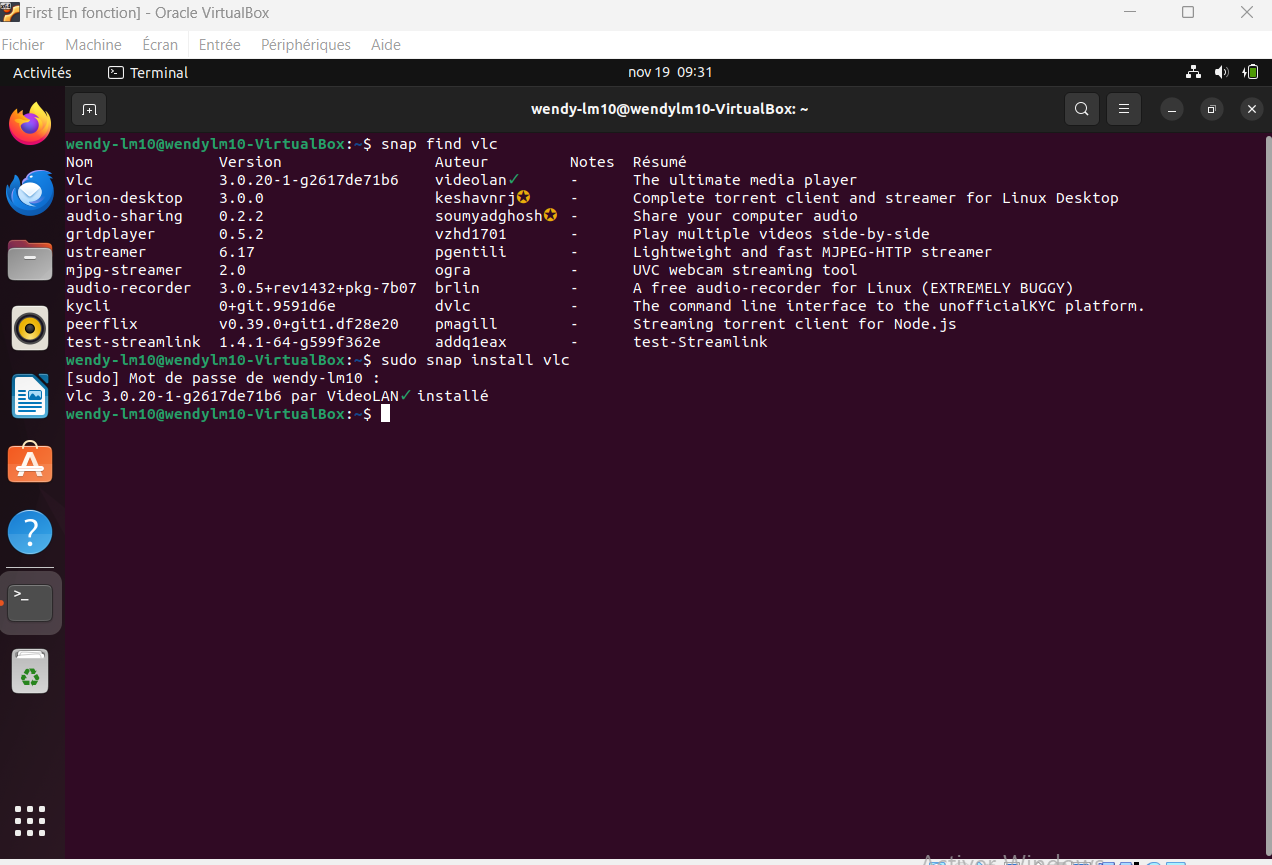 First [En fonction] - Oracle VirtualBox
Fichier Machine Écran Entrée Périphériques Aide
Activités Terminal nov 19 09:31
wendy-lm10@wendylm10-VirtualBox: ~
wendy-lm10@wendylm10-VirtualBox:~$ snap find vlc
Nom Version Auteur Notes Résumé
vlc 3.0.20-1-g2617de71b6 videolan✓ - The ultimate media player
orion-desktop 3.0.0 keshavnrj✪ - Complete torrent client and streamer for Linux Desktop
audio-sharing 0.2.2 soumyadghosh✪ - Share your computer audio
gridplayer 0.5.2 vzhd1701 - Play multiple videos side-by-side
ustreamer 6.17 pgentili - Lightweight and fast MJPEG-HTTP streamer
mjpg-streamer 2.0 ogra - UVC webcam streaming tool
audio-recorder 3.0.5+rev1432+pkg-7b07 brlin - A free audio-recorder for Linux (EXTREMELY BUGGY)
kycli 0+git.9591d6e dvlc - The command line interface to the unofficialKYC platform.
peerflix v0.39.0+git1.df28e20 pmagill - Streaming torrent client for Node.js
test-streamlink 1.4.1-64-g599f362e addq1eax - test-Streamlink
wendy-lm10@wendylm10-VirtualBox:~$ sudo snap install vlc
[sudo] Mot de passe de wendy-lm10 :
vlc 3.0.20-1-g2617de71b6 par VideoLAN✓ installé
wendy-lm10@wendylm10-VirtualBox:~$
Activer Windows